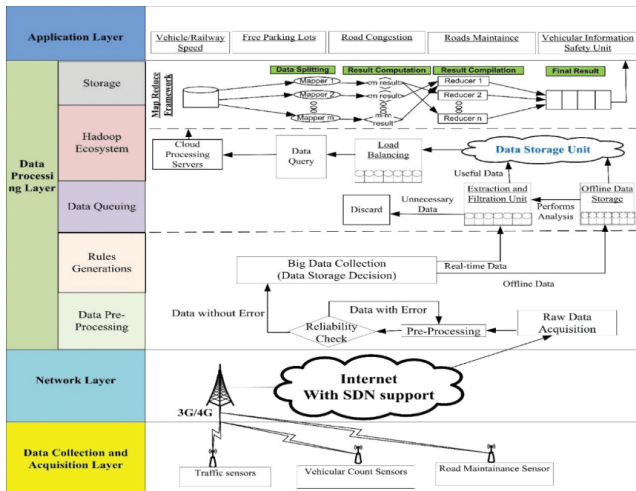 Application Layer
Vehicle/Railway
Speed
Free Parking Lots
Road Congestion
Roads Maintaince
Vehicular Information
Safety Unit
Data
Processi
ng Layer
Storage
Hadoop
Ecosystem
Data Queuing
Rules
Generations
Data Pre-
Processing
Map Reduce
Framework
Data Splitting
Result Computation
Result Compilation
Final Result
Mapper 1
Mapper 2
Mapper m
<m result>
<m result>
result>
Reducer 1
Reducer 2
Reducer n
Cloud
Processing
Servers
Data
Query
Load
Balancing
Data Storage Unit
Useful Data
Discard
Unnecessary
Data
Extraction and
Filtration Unit
Performs
Analysis
Offline Data
Storage
Big Data Collection
(Data Storage Decision)
Real-time Data
Offline Data
Data without Error
Data with Error
Reliability
Check
Pre-Processing
Raw Data
Acquisition
Network Layer
Internet
With SDN support
3G/4G
Data Collection and
Acquisition Layer
Traffic sensors
Vehicular Count Sensors
Road Maintainance Sensor